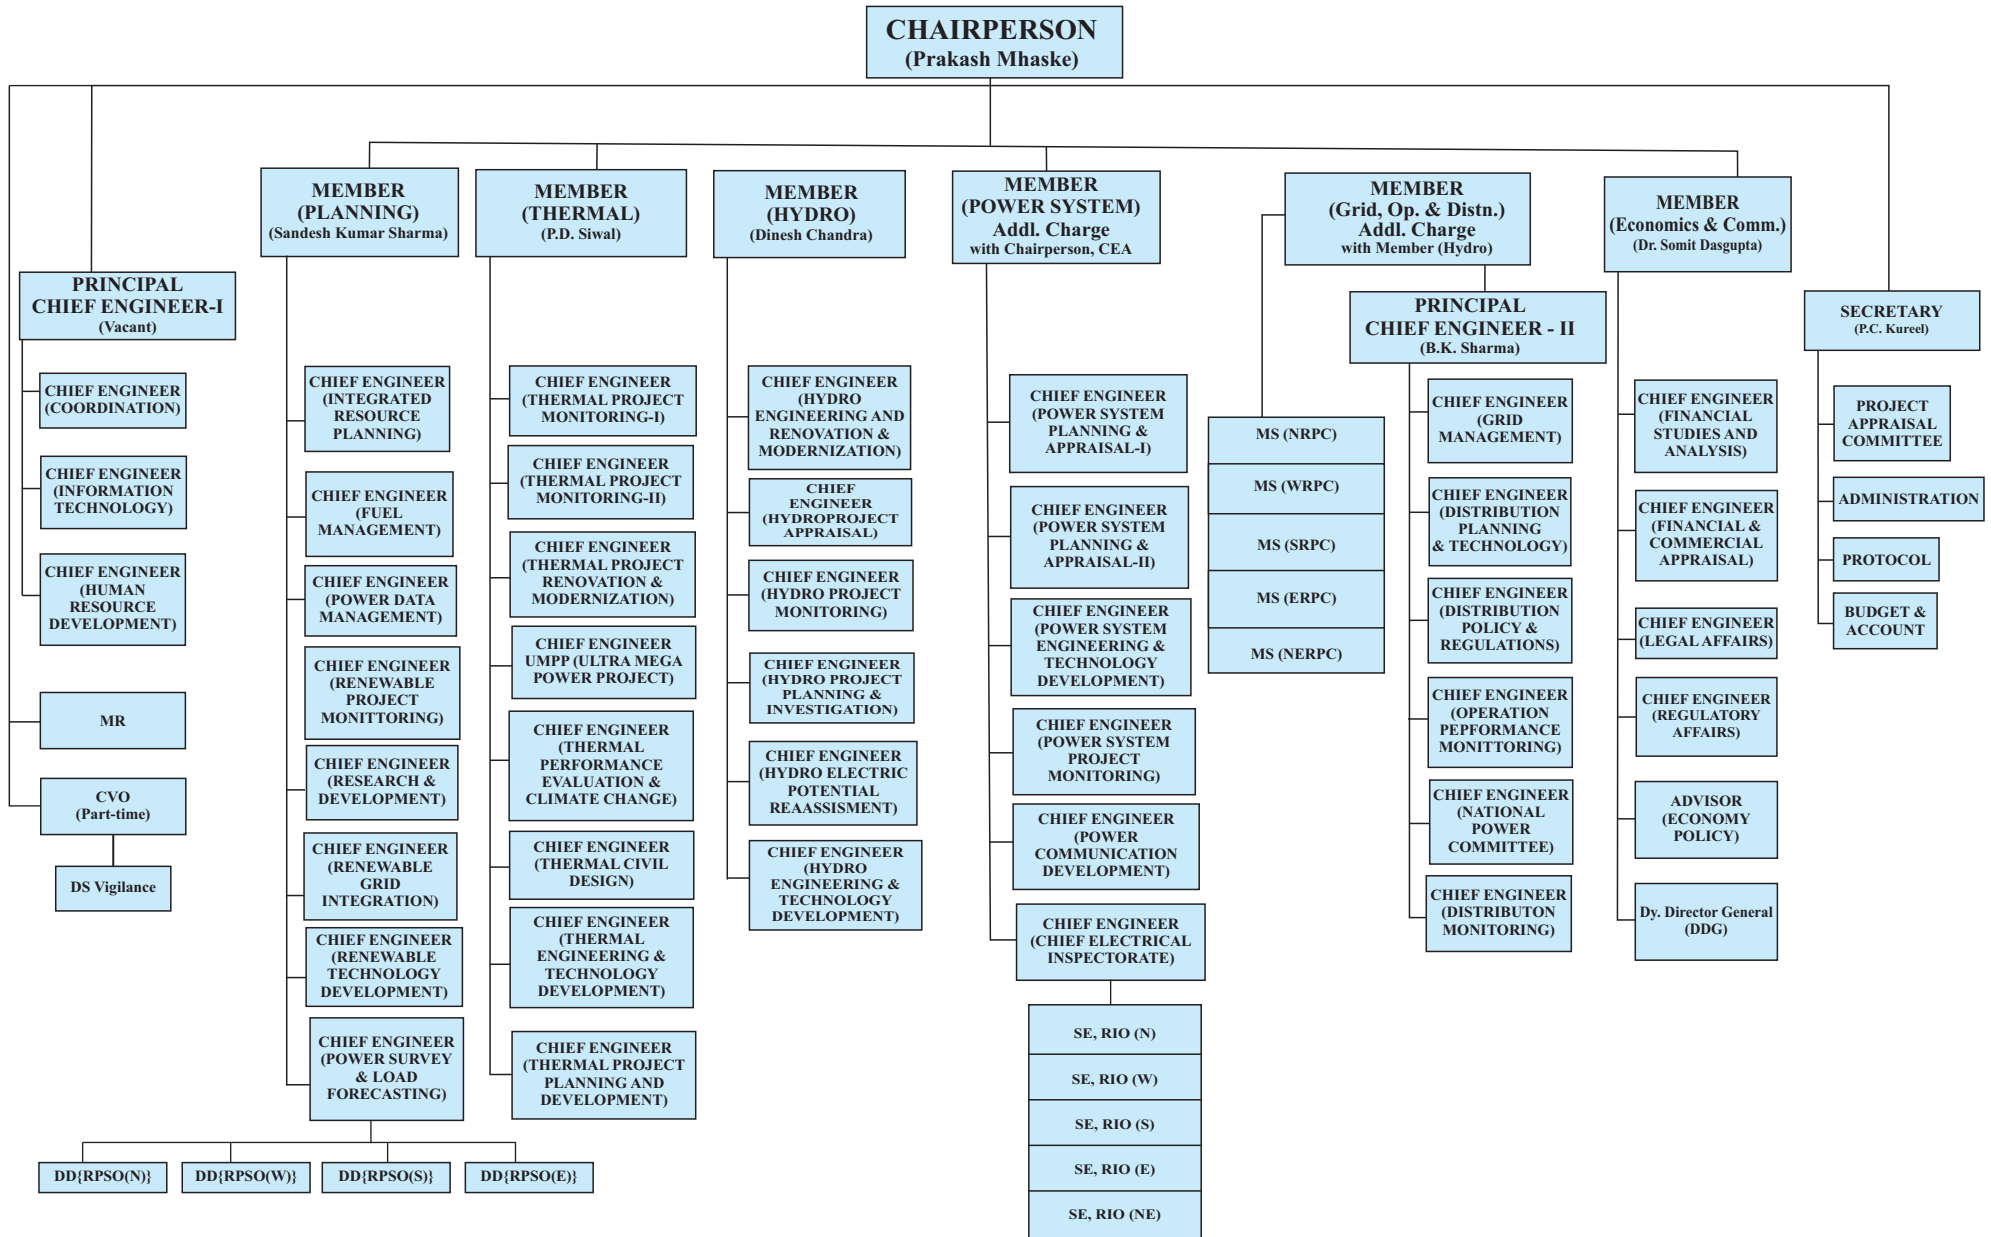 CHAIRPERSON
(Prakash Mhaske)
PRINCIPAL
CHIEF ENGINEER-I
(Vacant)
CHIEF ENGINEER
(COORDINATION)
CHIEF ENGINEER
(INFORMATION
TECHNOLOGY)
CHIEF ENGINEER
(HUMAN
RESOURCE
DEVELOPMENT)
MR
CVO
(Part-time)
DS Vigilance
MEMBER
(PLANNING)
(Sandesh Kumar Sharma)
CHIEF ENGINEER
(INTEGRATED
RESOURCE
PLANNING)
CHIEF ENGINEER
(FUEL
MANAGEMENT)
CHIEF ENGINEER
(POWER DATA
MANAGEMENT)
CHIEF ENGINEER
(RENEWABLE
PROJECT
MONITTORING)
CHIEF ENGINEER
(RESEARCH &
DEVELOPMENT)
CHIEF ENGINEER
(RENEWABLE
GRID
INTEGRATION)
CHIEF ENGINEER
(RENEWABLE
TECHNOLOGY
DEVELOPMENT)
CHIEF ENGINEER
(POWER SURVEY
& LOAD
FORECASTING)
DD{RPSO(N)}
DD{RPSO(W)}
DD{RPSO(S)}
DD{RPSO(E)}
MEMBER
(THERMAL)
(P.D. Siwal)
CHIEF ENGINEER
(THERMAL PROJECT
MONITORING-I)
CHIEF ENGINEER
(THERMAL PROJECT
MONITORING-II)
CHIEF ENGINEER
(THERMAL PROJECT
RENOVATION &
MODERNIZATION)
CHIEF ENGINEER
UMPP (ULTRA MEGA
POWER PROJECT)
CHIEF ENGINEER
(THERMAL
PERFORMANCE
EVALUATION &
CLIMATE CHANGE)
CHIEF ENGINEER
(THERMAL CIVIL
DESIGN)
CHIEF ENGINEER
(THERMAL
ENGINEERING &
TECHNOLOGY
DEVELOPMENT)
CHIEF ENGINEER
(THERMAL PROJECT
PLANNING AND
DEVELOPMENT)
MEMBER
(HYDRO)
(Dinesh Chandra)
CHIEF ENGINEER
(HYDRO
ENGINEERING AND
RENOVATION &
MODERNIZATION)
CHIEF
ENGINEER
(HYDROPROJECT
APPRAISAL)
CHIEF ENGINEER
(HYDRO PROJECT
MONITORING)
CHIEF ENGINEER
(HYDRO PROJECT
PLANNING &
INVESTIGATION)
CHIEF ENGINEER
(HYDRO ELECTRIC
POTENTIAL
REAASSISMENT)
CHIEF ENGINEER
(HYDRO
ENGINEERING &
TECHNOLOGY
DEVELOPMENT)
MEMBER
(POWER SYSTEM)
Addl. Charge
with Chairperson, CEA
CHIEF ENGINEER
(POWER SYSTEM
PLANNING &
APPRAISAL-I)
CHIEF ENGINEER
(POWER SYSTEM
PLANNING &
APPRAISAL-II)
CHIEF ENGINEER
(POWER SYSTEM
ENGINEERING &
TECHNOLOGY
DEVELOPMENT)
CHIEF ENGINEER
(POWER SYSTEM
PROJECT
MONITORING)
CHIEF ENGINEER
(POWER
COMMUNICATION
DEVELOPMENT)
CHIEF ENGINEER
(CHIEF ELECTRICAL
INSPECTORATE)
SE, RIO (N)
SE, RIO (W)
SE, RIO (S)
SE, RIO (E)
SE, RIO (NE)
MEMBER
(Grid, Op. & Distn.)
Addl. Charge
with Member (Hydro)
MS (NRPC)
MS (WRPC)
MS (SRPC)
MS (ERPC)
MS (NERPC)
PRINCIPAL
CHIEF ENGINEER - II
(B.K. Sharma)
CHIEF ENGINEER
(GRID
MANAGEMENT)
CHIEF ENGINEER
(DISTRIBUTION
PLANNING
& TECHNOLOGY)
CHIEF ENGINEER
(DISTRIBUTION
POLICY &
REGULATIONS)
CHIEF ENGINEER
(OPERATION
PEPFORMANCE
MONITTORING)
CHIEF ENGINEER
(NATIONAL
POWER
COMMITTEE)
CHIEF ENGINEER
(DISTRIBUTON
MONITORING)
MEMBER
(Economics & Comm.)
(Dr. Somit Dasgupta)
CHIEF ENGINEER
(FINANCIAL
STUDIES AND
ANALYSIS)
CHIEF ENGINEER
(FINANCIAL &
COMMERCIAL
APPRAISAL)
CHIEF ENGINEER
(LEGAL AFFAIRS)
CHIEF ENGINEER
(REGULATORY
AFFAIRS)
ADVISOR
(ECONOMY
POLICY)
Dy. Director General
(DDG)
SECRETARY
(P.C. Kureel)
PROJECT
APPRAISAL
COMMITTEE
ADMINISTRATION
PROTOCOL
BUDGET &
ACCOUNT